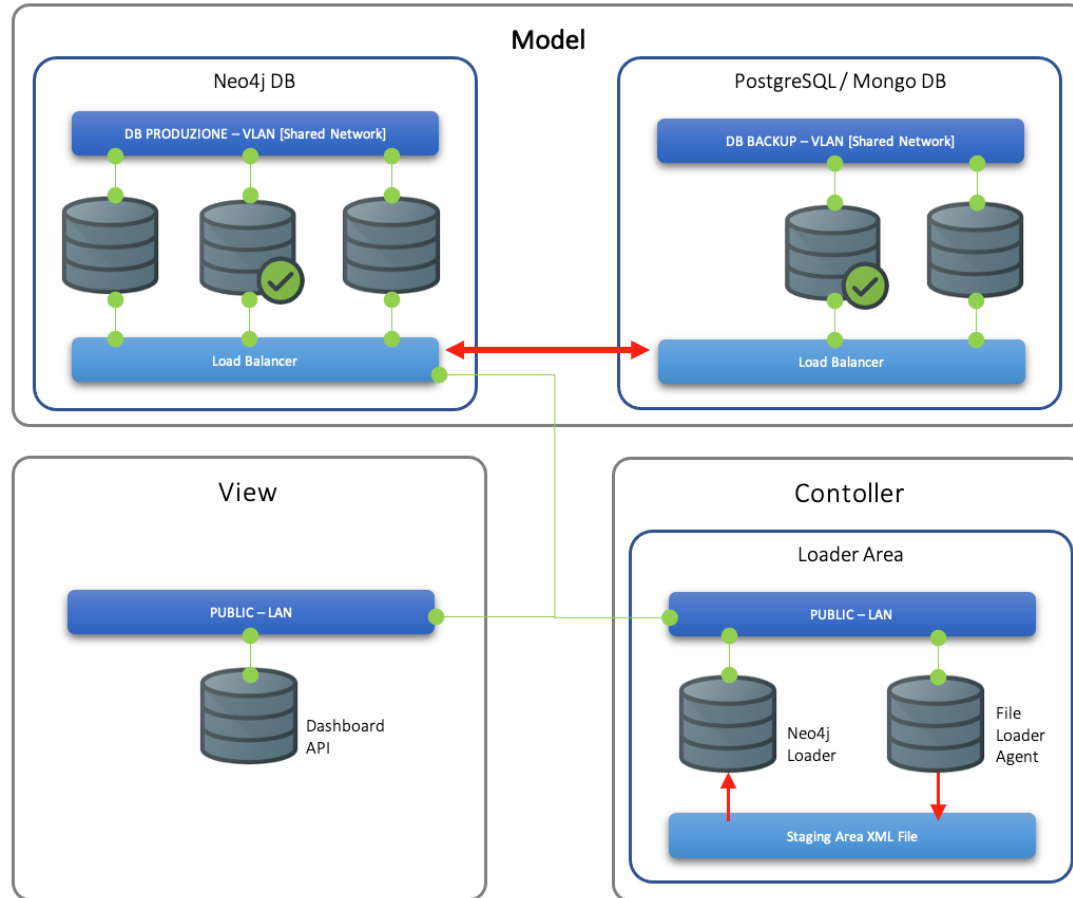 Model
Neo4j DB
DB PRODUZIONE – VLAN [Shared Network]
Load Balancer
PostgreSQL / Mongo DB
DB BACKUP – VLAN [Shared Network]
Load Balancer
View
PUBLIC – LAN
Dashboard
API
Contoller
Loader Area
PUBLIC – LAN
Neo4j
Loader
File
Loader
Agent
Staging Area XML File